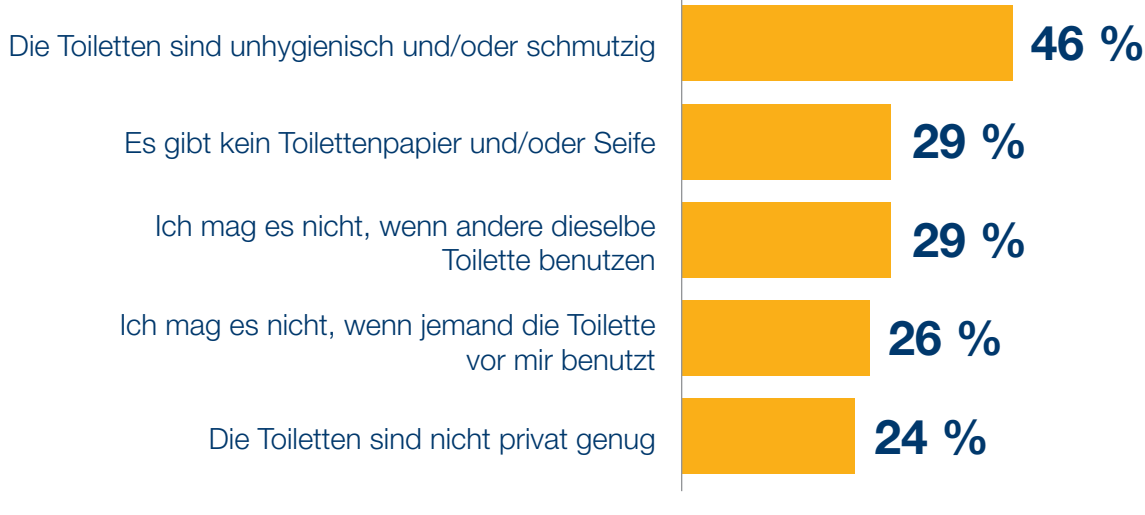 Die Toiletten sind unhygienisch und/oder schmutzig
46 %
Es gibt kein Toilettenpapier und/oder Seife
29 %
Ich mag es nicht, wenn andere dieselbe
Toilette benutzen
29 %
Ich mag es nicht, wenn jemand die Toilette
vor mir benutzt
26 %
Die Toiletten sind nicht privat genug
24 %